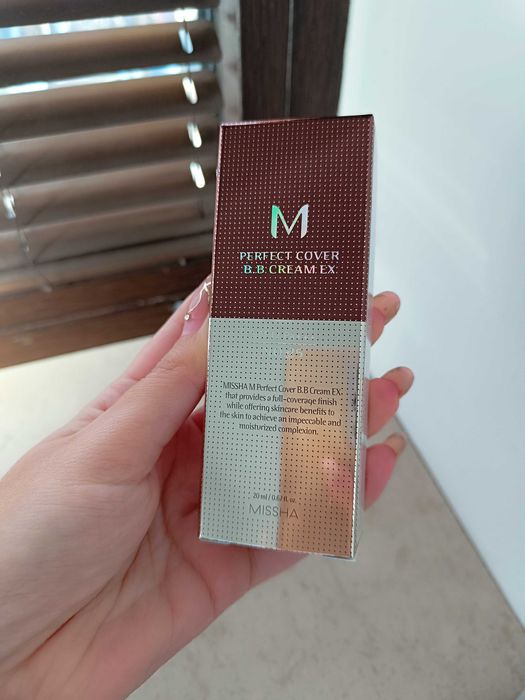 M
PERFECT COVER
B.B CREAM EX
MISSHA M Perfect Cover B.B Cream EX
that provides a full-coverage finish
while offering skincare benefits to
the skin to achieve an impeccable and
moisturized complexion.
20 ml / 0.67 fl. oz.
MISSHA